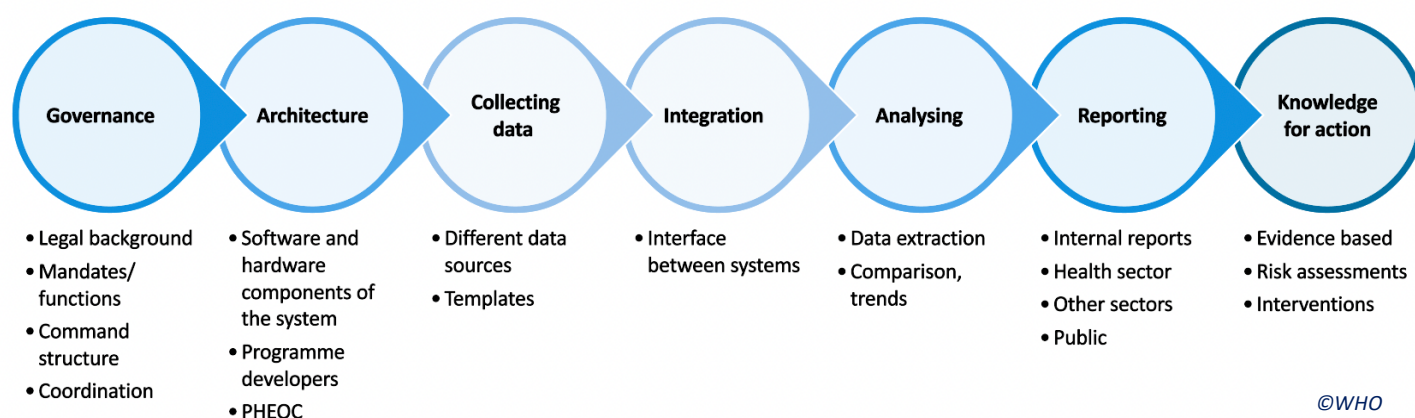 Governance
Architecture
Collecting
data
Integration
Analysing
Reporting
Knowledge
for action
• Legal background
• Mandates/
functions
• Command
structure
• Coordination
• Software and
hardware
components of
the system
• Programme
developers
• PHEOC
• Different data
sources
• Templates
• Interface
between systems
• Data extraction
• Comparison,
trends
• Internal reports
• Health sector
• Other sectors
• Public
• Evidence based
• Risk assessments
• Interventions
©WHO